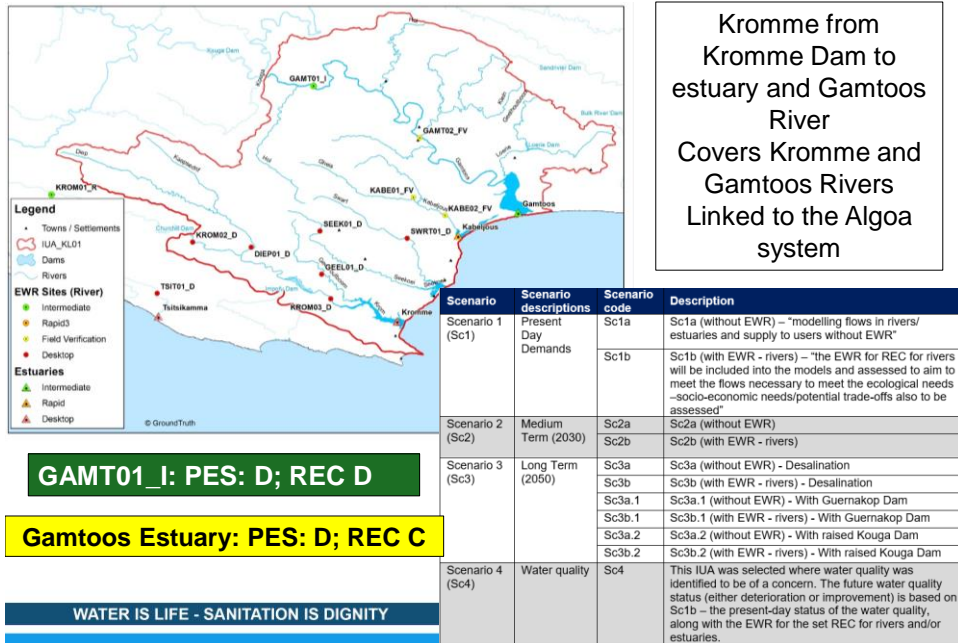 Kouga Dam
Sandrivier Dam
GAMT01_I
Kouga
Klein
Geelhoutboom
Bulk River Dam
GAMT02_FV
Loerie
Loerie Dam
Gamtoos
Diep
Kabeljous
KROM01_R
KABE01_FV
KABE02_FV
Gamtoos
Kabeljous
Swart
SEEK01_D
SWRT01_D
Churchill Dam
KROM02_D
DIEP01_D
GEEL01_D
Seekoei
TSIT01_D
Tsitsikamma
Impofu Dam
KROM03_D
Krom
Kromme
Legend
Towns / Settlements
IUA_KL01
Dams
Rivers
EWR Sites (River)
Intermediate
Rapid3
Field Verification
Desktop
Estuaries
Intermediate
Rapid
Desktop
© GroundTruth
Kromme from
Kromme Dam to
estuary and Gamtoos
River
Covers Kromme and
Gamtoos Rivers
Linked to the Algoa
system
GAMT01_I: PES: D; REC D
Gamtoos Estuary: PES: D; REC C
WATER IS LIFE - SANITATION IS DIGNITY
Scenario Scenario descriptions Scenario code Description
Scenario 1 (Sc1) Present Day Demands Sc1a Sc1a (without EWR) – "modelling flows in rivers/
estuaries and supply to users without EWR"
Sc1b Sc1b (with EWR - rivers) – "the EWR for REC for rivers
will be included into the models and assessed to aim to
meet the flows necessary to meet the ecological needs
–socio-economic needs/potential trade-offs also to be
assessed"
Scenario 2 (Sc2) Medium Term (2030) Sc2a Sc2a (without EWR)
Sc2b Sc2b (with EWR - rivers)
Scenario 3 (Sc3) Long Term (2050) Sc3a Sc3a (without EWR) - Desalination
Sc3b Sc3b (with EWR - rivers) - Desalination
Sc3a.1 Sc3a.1 (without EWR) - With Guernakop Dam
Sc3b.1 Sc3b.1 (with EWR - rivers) - With Guernakop Dam
Sc3a.2 Sc3a.2 (without EWR) - With raised Kouga Dam
Sc3b.2 Sc3b.2 (with EWR - rivers) - With raised Kouga Dam
Scenario 4 (Sc4) Water quality Sc4 This IUA was selected where water quality was
identified to be of a concern. The future water quality
status (either deterioration or improvement) is based on
Sc1b – the present-day status of the water quality,
along with the EWR for the set REC for rivers and/or
estuaries.